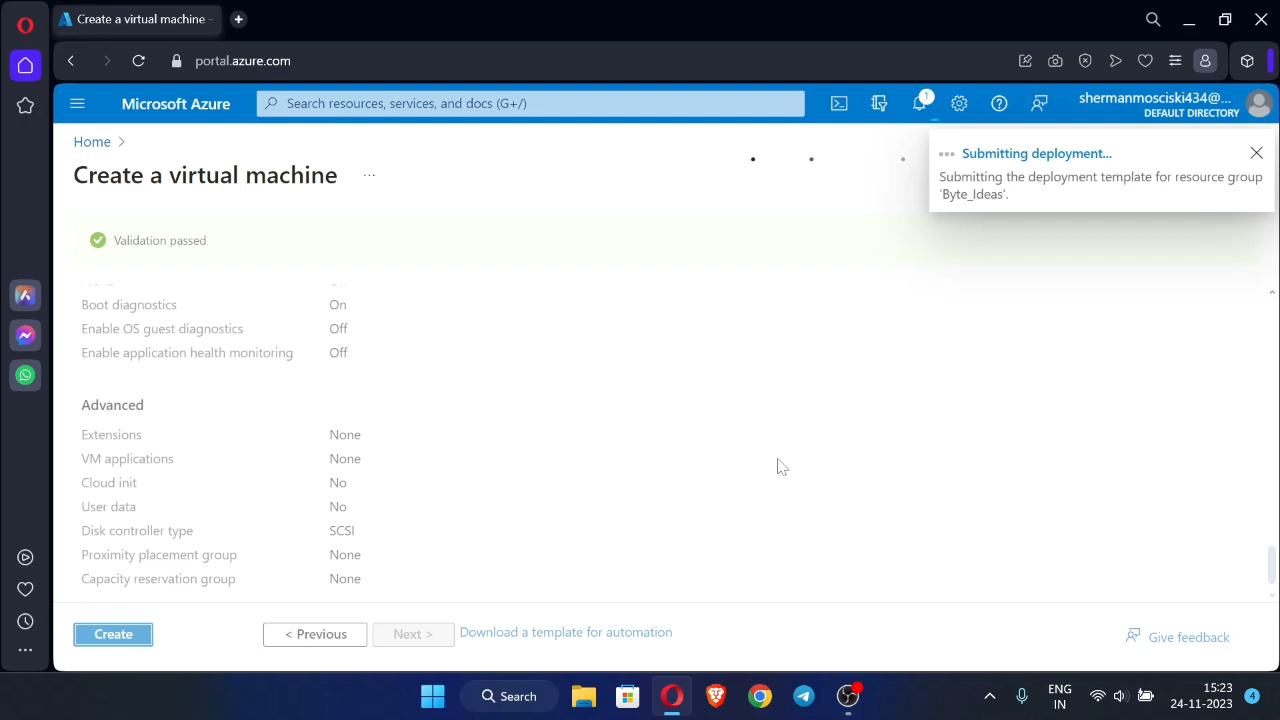 Create a virtual machine -
portal.azure.com
Microsoft Azure
Search resources, services, and docs (G+/)
1
shermanmosciski434@...
DEFAULT DIRECTORY
Home
Create a virtual machine
...
Submitting deployment...
Submitting the deployment template for resource group
'Byte_Ideas'.
Validation passed
Boot diagnostics On
Enable OS guest diagnostics Off
Enable application health monitoring Off
Advanced
Extensions None
VM applications None
Cloud init No
User data No
Disk controller type SCSI
Proximity placement group None
Capacity reservation group None
Create
< Previous
Next >
Download a template for automation
Give feedback
Search
ENG
IN
15:23
24-11-2023
4